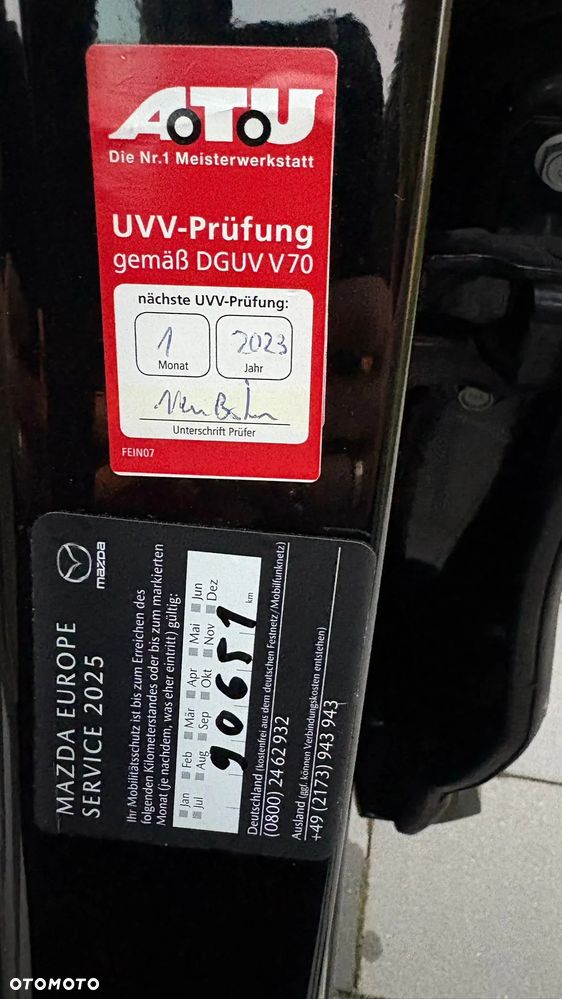 ATU
Die Nr.1 Meisterwerkstatt
UVV-Prüfung
gemäß DGUV V70
nächste UVV-Prüfung:
1 2023
Monat Jahr
Unterschrift Prüfer
FEIN07
mazda
MAZDA EUROPE
SERVICE 2025
Ihr Mobilitätsschutz ist bis zum Erreichen des
folgenden Kilometerstandes oder bis zum markierten
Monat (je nachdem, was eher eintritt) gültig:
Jan Feb Mär Apr Mai Jun
Jul Aug Sep Okt Nov Dez
90651 km
Deutschland (kostenfrei aus dem deutschen Festnetz/Mobilfunknetz)
(0800) 24 62 932
Ausland (ggf. können Verbindungskosten entstehen)
+49 (2173) 943 943
OTOMOTO